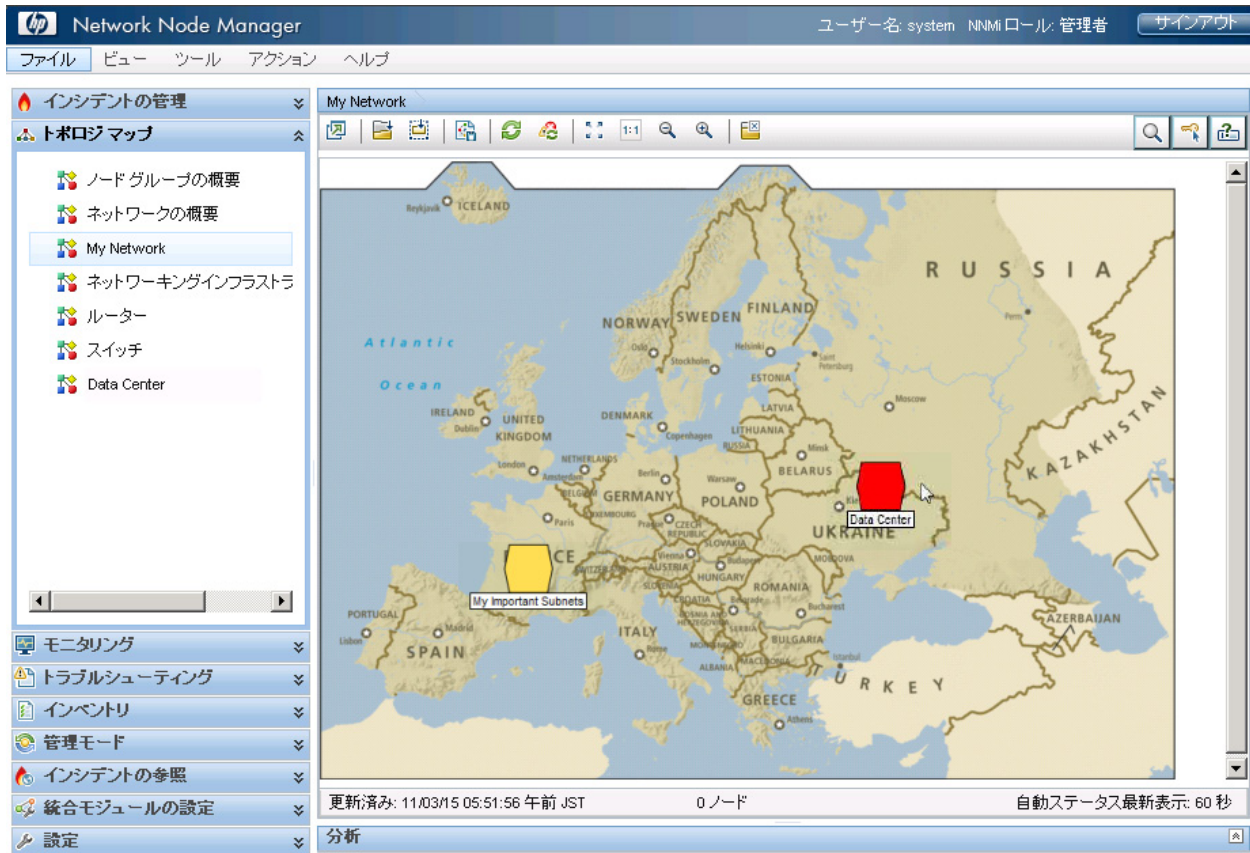 hp Network Node Manager
ユーザー名: system NNMiロール: 管理者 サインアウト
ファイル ビュー ツール アクション ヘルプ
インシデントの管理
トポロジ マップ
ノード グループの概要
ネットワークの概要
My Network
ネットワーキングインフラストラ
ルーター
スイッチ
Data Center
モニタリング
トラブルシューティング
インベントリ
管理モード
インシデントの参照
統合モジュールの設定
設定
My Network
1:1
Reykjavik ICELAND
RUSSIA
Perm
NORWAY SWEDEN FINLAND
Atlantic
Ocean
Oslo Stockholm Helsinki Saint
Petersburg
ESTONIA
Moscow
LATVIA
IRELAND
Dublin
UNITED
KINGDOM
DENMARK
Copenhagen
LITHUANIA
RUSSIA
KAZAKHSTAN
Minsk
BELARUS
London
NETHERLANDS
Amsterdam
Berlin
Warsaw
BELGIUM
GERMANY
POLAND
Data Center
UKRAINE
Paris
LUXEMBOURG
Prague CZECH
REPUBLIC
SLOVAKIA
Vienna
AUSTRIA
Budapest
HUNGARY
MOLDOVA
My Important Subnets
ROMANIA
CROATIA
Belgrade
Bucharest
BOSNIA AND
HERZEGOVINA
SERBIA
PORTUGAL
Lisbon
Madrid
SPAIN
ITALY
Rome
BULGARIA
ALBANIA
MACEDONIA
Istanbul
TURKEY
AZERBAIJAN
GREECE
Athens
更新済み: 11/03/15 05:51:56 午前 JST 0 ノード 自動ステータス最新表示: 60 秒
分析